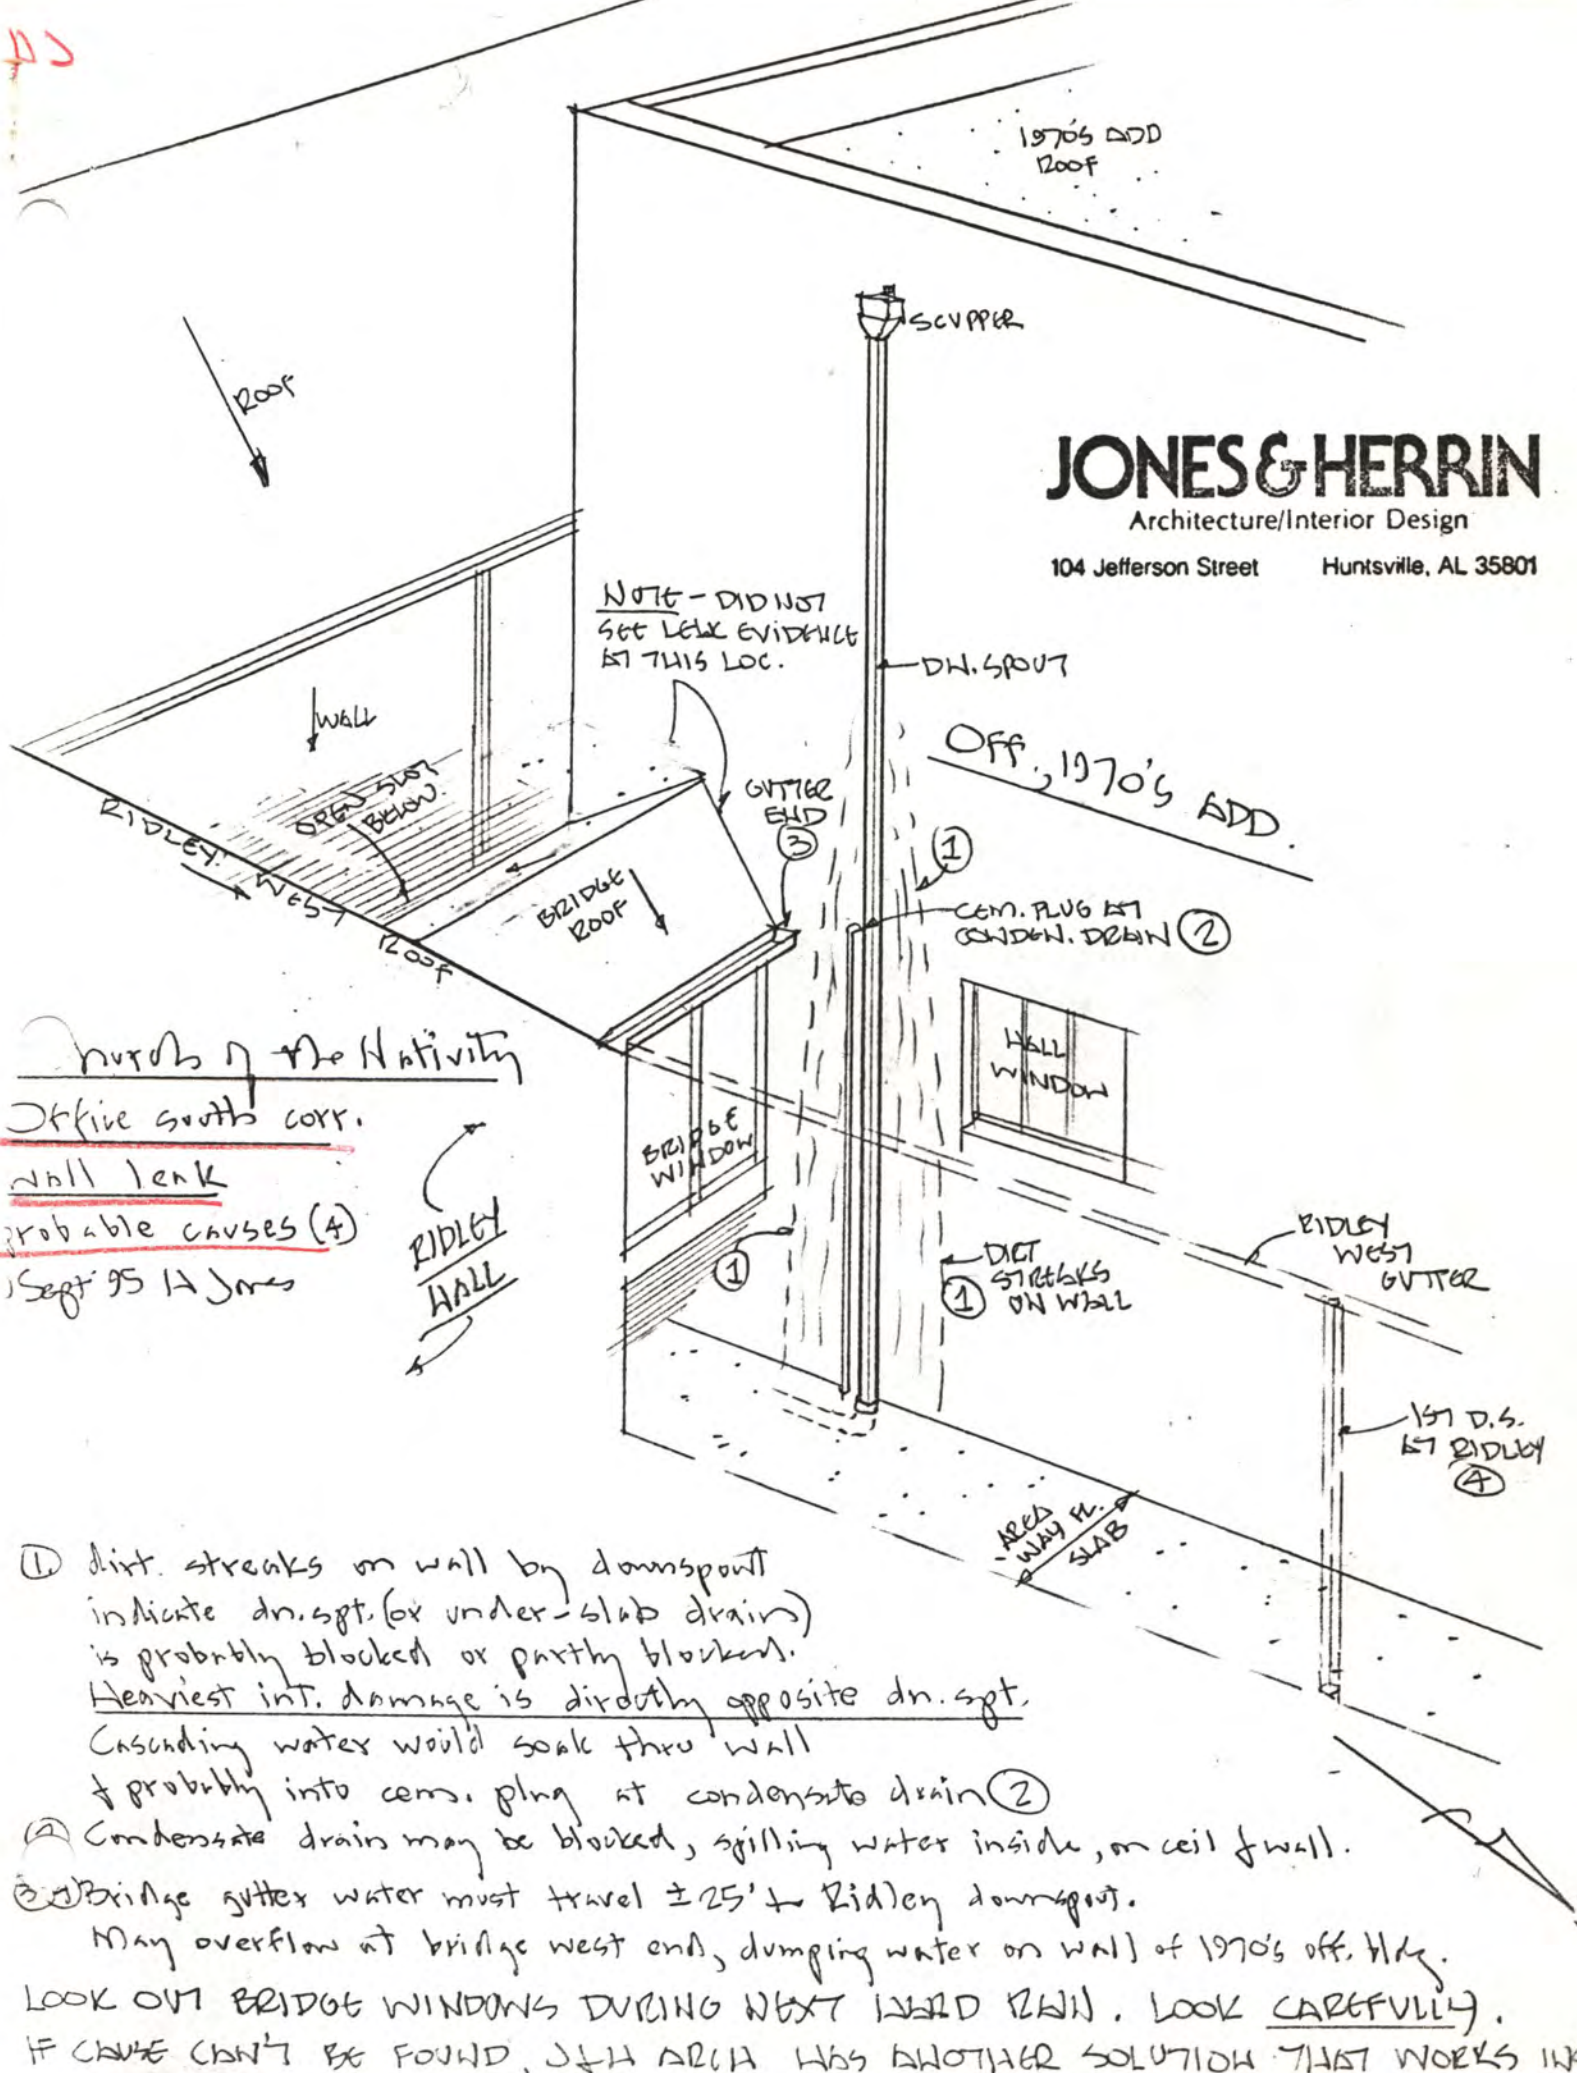 1970'S ADD
ROOF
SCUPPER
ROOF
JONES & HERRIN
Architecture/Interior Design
104 Jefferson Street Huntsville, AL 35801
NOTE - DID NOT
SEE LEAK EVIDENCE
AT THIS LOC.
DN. SPOUT
WALL
OFF, 1970'S ADD.
OPEN SLOT
BELOW
GUTTER
END
3
1
RIDLEY WEST ROOF
BRIDGE
ROOF
CEM. PLUG AT
CONDEN. DRAIN 2
HALL
WINDOW
hurch of the Nativity
Office south corr.
wall leak
probable causes (4)
Sept 95 H Jones
BRIDGE
WINDOW
RIDLEY
HALL
1
DIRT
STREAKS
1 ON WALL
RIDLEY
WEST
GUTTER
1ST D.S.
AT RIDLEY
4
AREA
WAY FL.
SLAB
1 dirt. streaks on wall by downspout
indicate dn.spt. (or under-slab drain)
is probably blocked or partly blocked.
Heaviest int. damage is directly opposite dn. spt.
Cascading water would soak thru wall
& probably into cem. plug at condensate drain 2
2 Condensate drain may be blocked, spilling water inside, on ceil & wall.
3 4 Bridge gutter water must travel ± 25' to Ridley downspout.
May overflow at bridge west end, dumping water on wall of 1970's off. bldg.
LOOK OUT BRIDGE WINDOWS DURING NEXT HARD RAIN. LOOK CAREFULLY.
IF CAUSE CAN'T BE FOUND, J&H ARCH HAS ANOTHER SOLUTION THAT WORKS